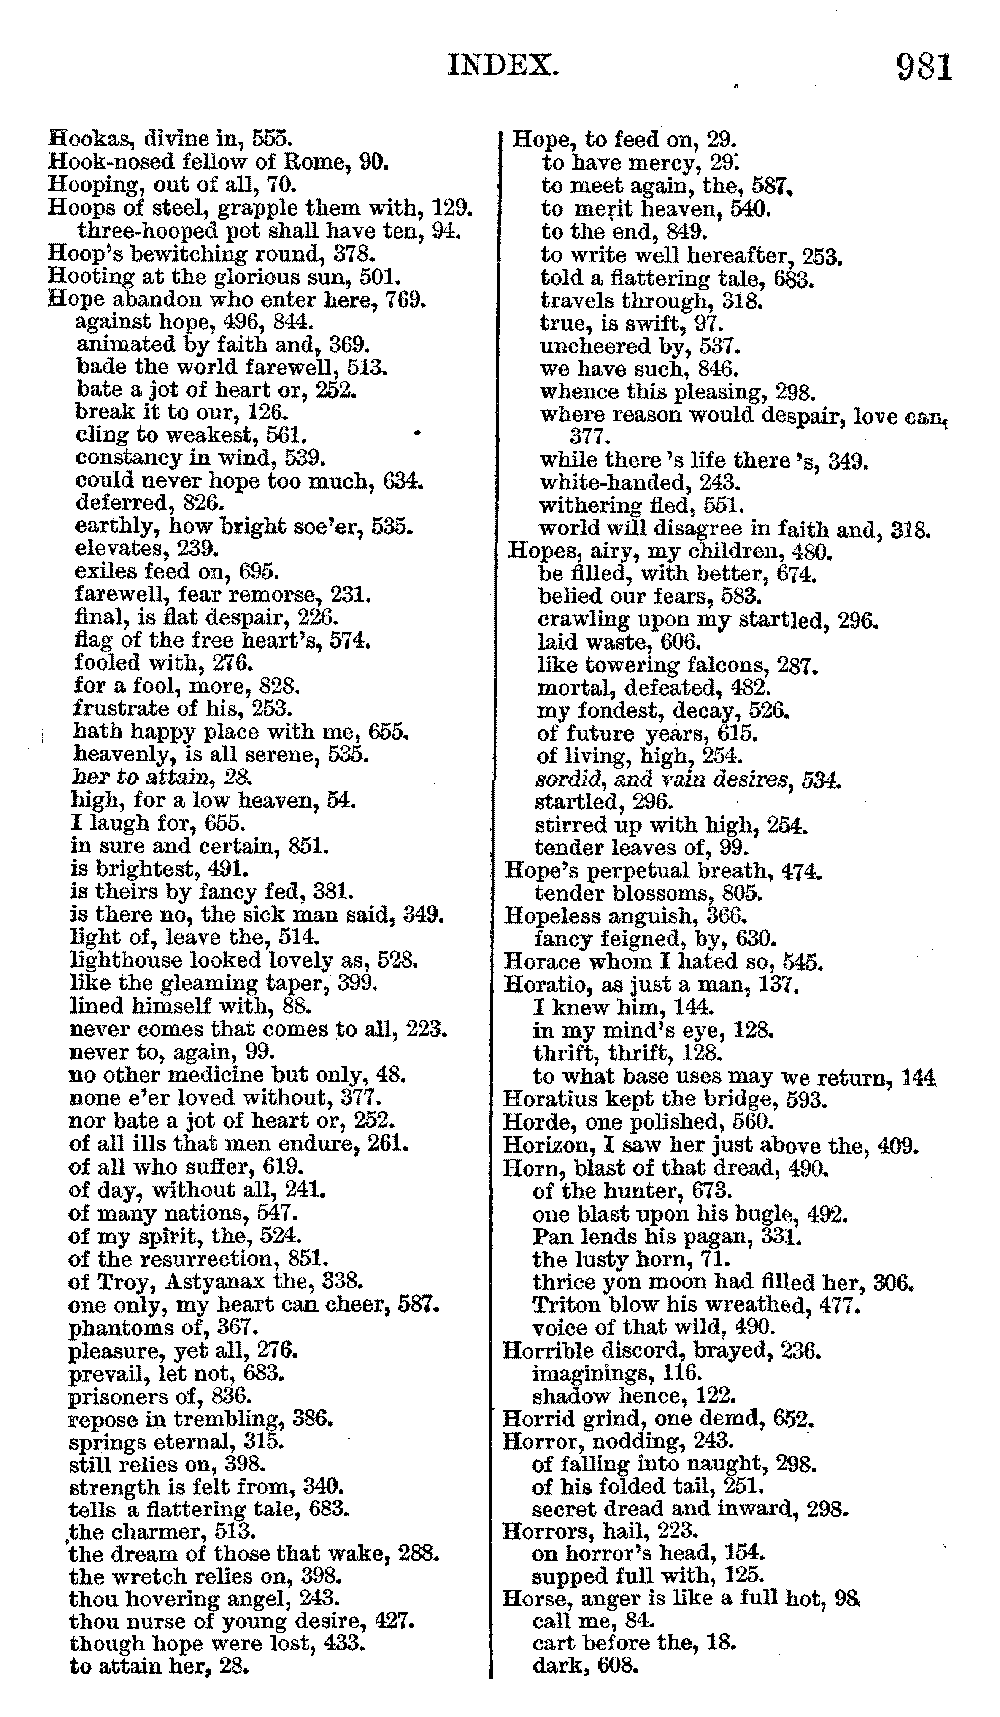 INDEX. 981
Hookas, divine in, 555.
Hook-nosed fellow of Rome, 90.
Hooping, out of all, 70.
Hoops of steel, grapple them with, 129.
three-hooped pot shall have ten, 94.
Hoop's bewitching round, 378.
Hooting at the glorious sun, 501.
Hope abandon who enter here, 769.
against hope, 496, 844.
animated by faith and, 369.
bade the world farewell, 513.
bate a jot of heart or, 252.
break it to our, 126.
cling to weakest, 561.
constancy in wind, 539.
could never hope too much, 634.
deferred, 826.
earthly, how bright soe'er, 535.
elevates, 239.
exiles feed on, 695.
farewell, fear remorse, 231.
final, is flat despair, 226.
flag of the free heart's, 574.
fooled with, 276.
for a fool, more, 828.
frustrate of his, 253.
hath happy place with me, 655.
heavenly, is all serene, 535.
her to attain, 28.
high, for a low heaven, 54.
I laugh for, 655.
in sure and certain, 851.
is brightest, 491.
is theirs by fancy fed, 381.
is there no, the sick man said, 349.
light of, leave the, 514.
lighthouse looked lovely as, 528.
like the gleaming taper, 399.
lined himself with, 88.
never comes that comes to all, 223.
never to, again, 99.
no other medicine but only, 48.
none e'er loved without, 377.
nor bate a jot of heart or, 252.
of all ills that men endure, 261.
of all who suffer, 619.
of day, without all, 241.
of many nations, 547.
of my spirit, the, 524.
of the resurrection, 851.
of Troy, Astyanax the, 338.
one only, my heart can cheer, 587.
phantoms of, 367.
pleasure, yet all, 276.
prevail, let not, 683.
prisoners of, 836.
repose in trembling, 386.
springs eternal, 315.
still relies on, 398.
strength is felt from, 340.
tells a flattering tale, 683.
the charmer, 513.
the dream of those that wake, 288.
the wretch relies on, 398.
thou hovering angel, 243.
thou nurse of young desire, 427.
though hope were lost, 433.
to attain her, 28.
Hope, to feed on, 29.
to have mercy, 29.
to meet again, the, 587.
to merit heaven, 540.
to the end, 849.
to write well hereafter, 253.
told a flattering tale, 683.
travels through, 318.
true, is swift, 97.
uncheered by, 537.
we have such, 846.
whence this pleasing, 298.
where reason would despair, love can,
377.
while there 's life there 's, 349.
white-handed, 243.
withering fled, 551.
world will disagree in faith and, 318.
Hopes, airy, my children, 480.
be filled, with better, 674.
belied our fears, 583.
crawling upon my startled, 296.
laid waste, 606.
like towering falcons, 287.
mortal, defeated, 482.
my fondest, decay, 526.
of future years, 615.
of living, high, 254.
sordid, and vain desires, 534.
startled, 296.
stirred up with high, 254.
tender leaves of, 99.
Hope's perpetual breath, 474.
tender blossoms, 805.
Hopeless anguish, 366.
fancy feigned, by, 630.
Horace whom I hated so, 545.
Horatio, as just a man, 137.
I knew him, 144.
in my mind's eye, 128.
thrift, thrift, 128.
to what base uses may we return, 144
Horatius kept the bridge, 593.
Horde, one polished, 560.
Horizon, I saw her just above the, 409.
Horn, blast of that dread, 490.
of the hunter, 673.
one blast upon his bugle, 492.
Pan lends his pagan, 331.
the lusty horn, 71.
thrice yon moon had filled her, 306.
Triton blow his wreathed, 477.
voice of that wild, 490.
Horrible discord, brayed, 236.
imaginings, 116.
shadow hence, 122.
Horrid grind, one demd, 652.
Horror, nodding, 243.
of falling into naught, 298.
of his folded tail, 251.
secret dread and inward, 298.
Horrors, hail, 223.
on horror's head, 154.
supped full with, 125.
Horse, anger is like a full hot, 98.
call me, 84.
cart before the, 18.
dark, 608.